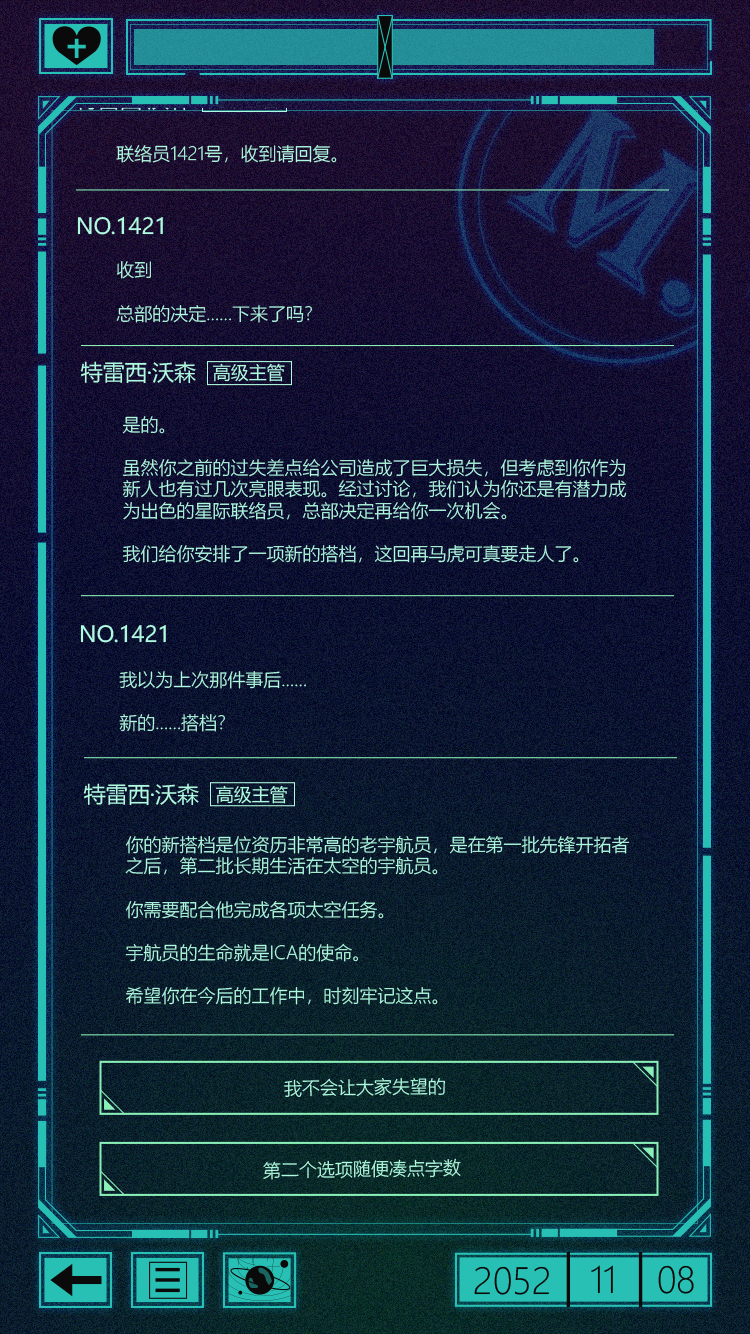 联络员1421号，收到请回复。
NO.1421
收到
总部的决定......下来了吗？
特雷西·沃森 高级主管
是的。
虽然你之前的过失差点给公司造成了巨大损失，但考虑到你作为
新人也有过几次亮眼表现。经过讨论，我们认为你还是有潜力成
为出色的星际联络员，总部决定再给你一次机会。
我们给你安排了一项新的搭档，这回再马虎可真要走人了。
NO.1421
我以为上次那件事后......
新的......搭档？
特雷西·沃森 高级主管
你的新搭档是位资历非常高的老宇航员，是在第一批先锋开拓者
之后，第二批长期生活在太空的宇航员。
你需要配合他完成各项太空任务。
宇航员的生命就是ICA的使命。
希望你在今后的工作中，时刻牢记这点。
我不会让大家失望的
第二个选项随便凑点字数
2052 11 08
M.